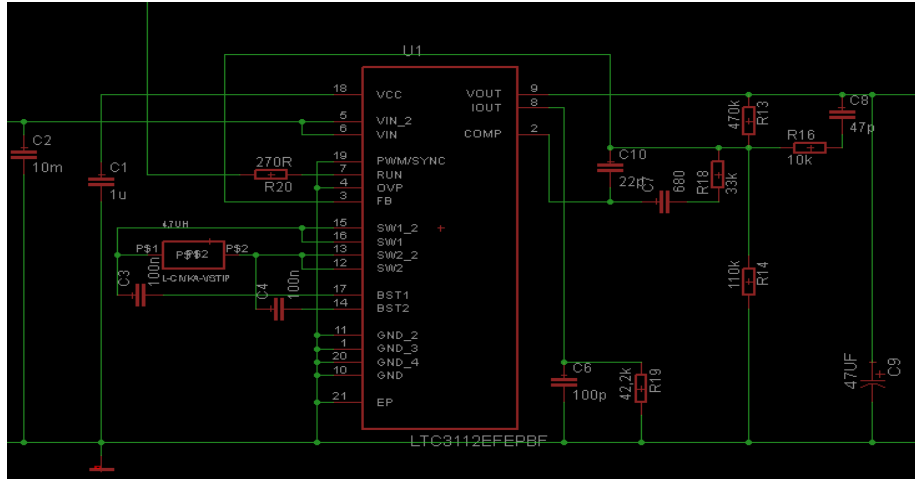 U1
18 VCC VOUT 9
IOUT 8
5 VIN_2
6 VIN COMP 2
19 PWM/SYNC
7 RUN
4 OVP
3 FB
15 SW1_2
16 SW1
13 SW2_2
12 SW2
17 BST1
14 BST2
11 GND_2
1 GND_3
20 GND_4
10 GND
21 EP
LTC3112EFEPBF
C2
10m
C1
1u
270R
R20
4.7UH
P$1
P$2
C3
100n
C4
100n
C10
22p
C7
680
R18
33k
470k
R13
R16
10k
C8
47p
110k
R14
C6
100p
42,2k
R19
47UF
C9